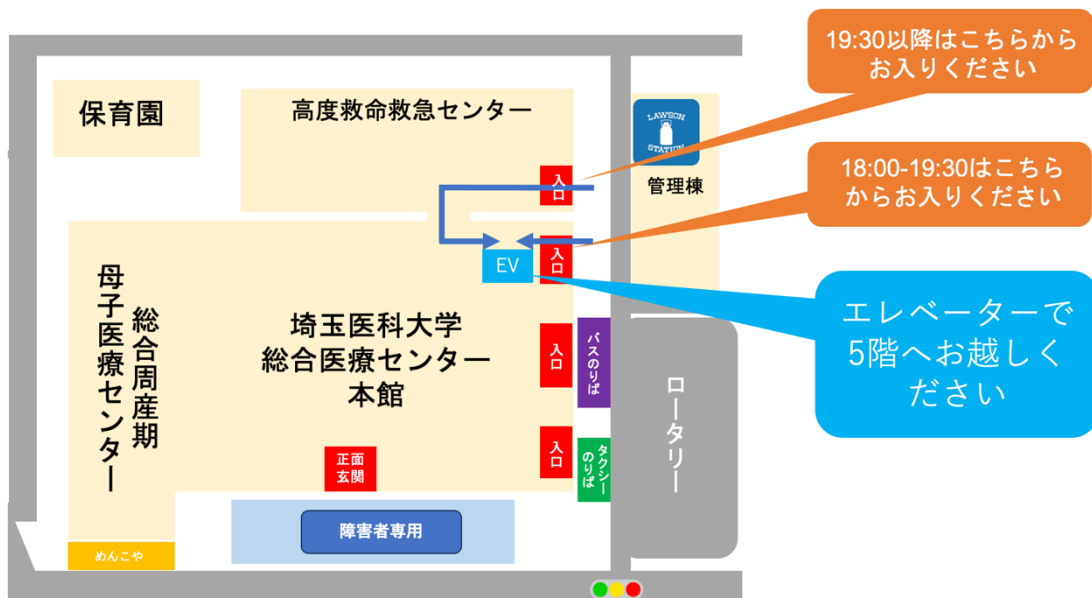 19:30以降はこちらから
お入りください
保育園
高度救命救急センター
LAWSON
STATION
管理棟
18:00-19:30はこちら
からお入りください
入口
入口
EV
エレベーターで
5階へお越しく
ださい
総合周産期
母子医療センター
埼玉医科大学
総合医療センター
本館
入口
バスのりば
ロータリー
入口
タクシー
のりば
正面
玄関
障害者専用
めんこや